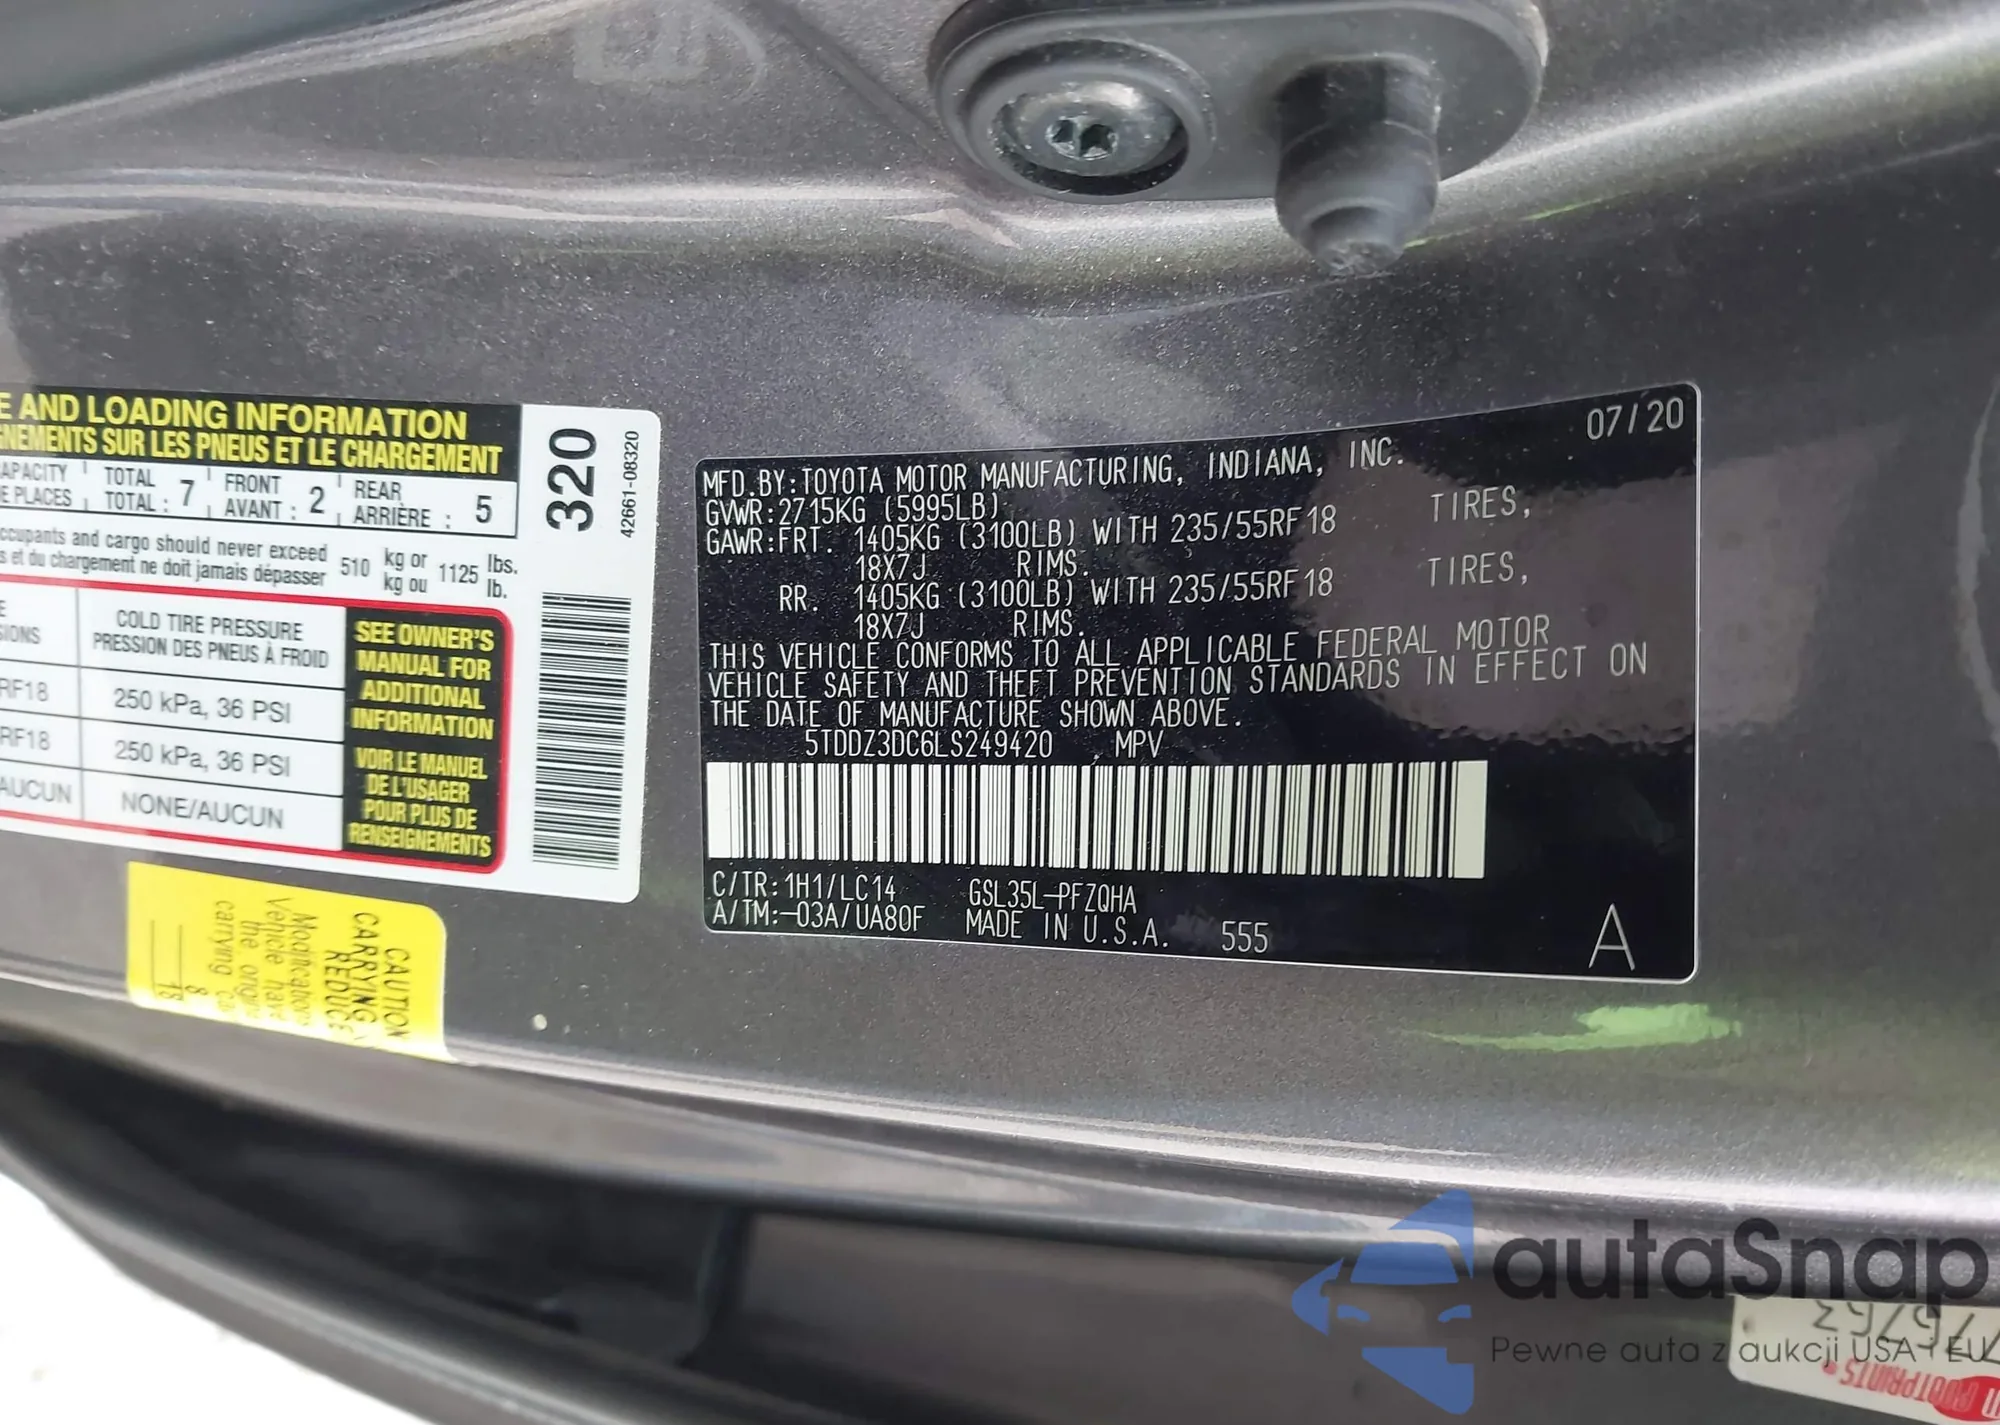 E AND LOADING INFORMATION
GNEMENTS SUR LES PNEUS ET LE CHARGEMENT
APACITY TOTAL 7 FRONT 2 REAR 5
E PLACES TOTAL : AVANT : ARRIÈRE :
ccupants and cargo should never exceed 510 kg or 1125 lbs.
s et du chargement ne doit jamais dépasser kg ou lb.
E
SIONS
COLD TIRE PRESSURE
PRESSION DES PNEUS À FROID
RF18 250 kPa, 36 PSI
RF18 250 kPa, 36 PSI
AUCUN NONE/AUCUN
SEE OWNER'S
MANUAL FOR
ADDITIONAL
INFORMATION
VOIR LE MANUEL
DE L'USAGER
POUR PLUS DE
RENSEIGNEMENTS
320
42661-08320
CAUTION
CARRYING
REDUCE
Modification
Vehicle have
the origin
carrying ca
07/20
MFD.BY:TOYOTA MOTOR MANUFACTURING, INDIANA, INC.
GVWR:2715KG (5995LB)
GAWR:FRT. 1405KG (3100LB) WITH 235/55RF18 TIRES,
18X7J RIMS.
RR. 1405KG (3100LB) WITH 235/55RF18 TIRES,
18X7J RIMS.
THIS VEHICLE CONFORMS TO ALL APPLICABLE FEDERAL MOTOR
VEHICLE SAFETY AND THEFT PREVENTION STANDARDS IN EFFECT ON
THE DATE OF MANUFACTURE SHOWN ABOVE.
5TDDZ3DC6LS249420 MPV
C/TR:1H1/LC14 GSL35L-PFZQHA
A/TM:-03A/UA80F MADE IN U.S.A. 555
A
autaSnap
Pewne auta z aukcji USA i EU